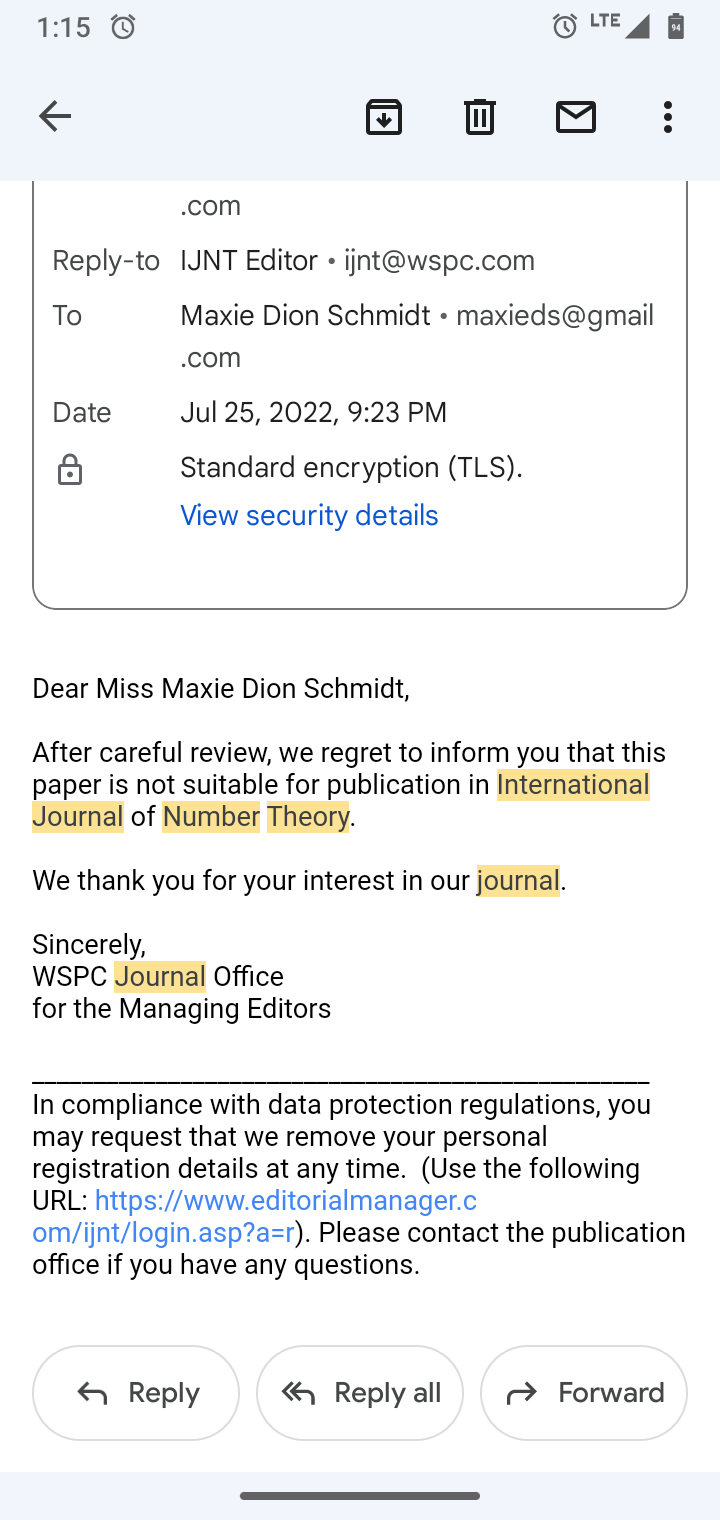 1:15
LTE
94
.com
Reply-to IJNT Editor • ijnt@wspc.com
To Maxie Dion Schmidt • maxieds@gmail
.com
Date Jul 25, 2022, 9:23 PM
Standard encryption (TLS).
View security details
Dear Miss Maxie Dion Schmidt,
After careful review, we regret to inform you that this
paper is not suitable for publication in International
Journal of Number Theory.
We thank you for your interest in our journal.
Sincerely,
WSPC Journal Office
for the Managing Editors
__________________________________________________
In compliance with data protection regulations, you
may request that we remove your personal
registration details at any time.  (Use the following
URL: https://www.editorialmanager.c
om/ijnt/login.asp?a=r). Please contact the publication
office if you have any questions.
Reply Reply all Forward